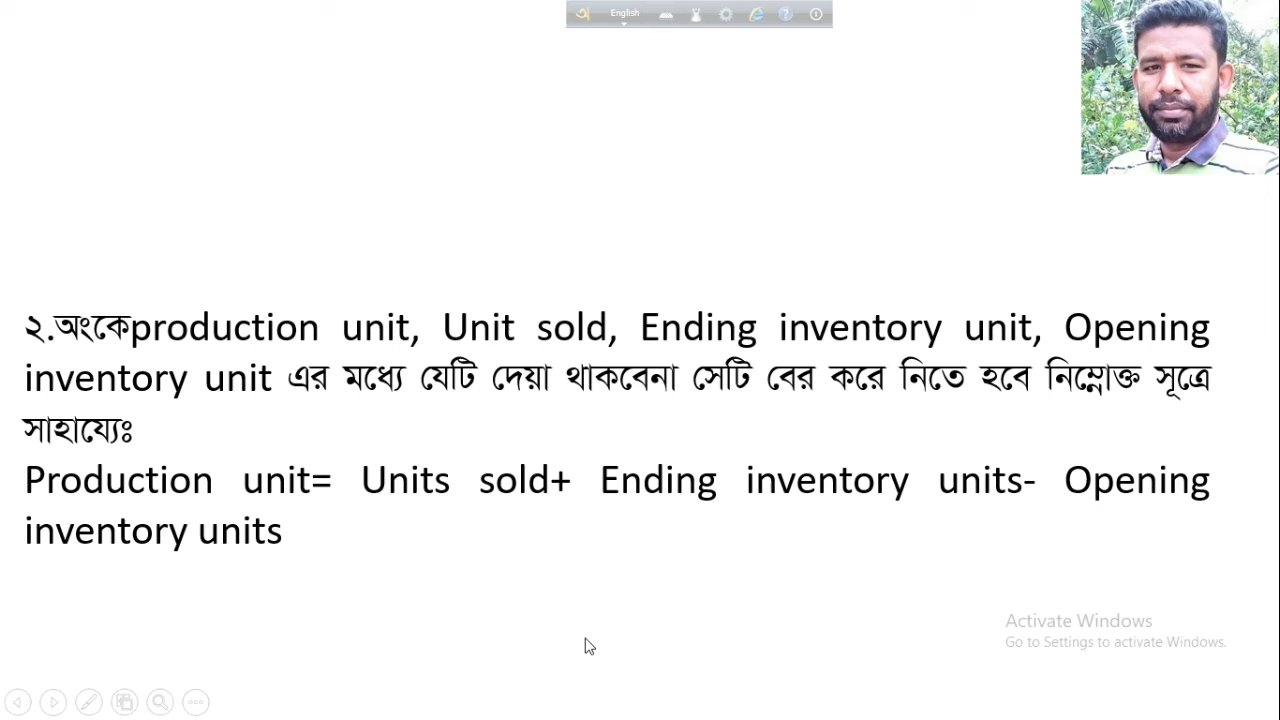 English
২.অংকেproduction unit, Unit sold, Ending inventory unit, Opening
inventory unit এর মধ্যে যেটি দেয়া থাকবেনা সেটি বের করে নিতে হবে নিম্নোক্ত সূত্রে
সাহায্যেঃ
Production unit= Units sold+ Ending inventory units- Opening
inventory units
Activate Windows
Go to Settings to activate Windows.